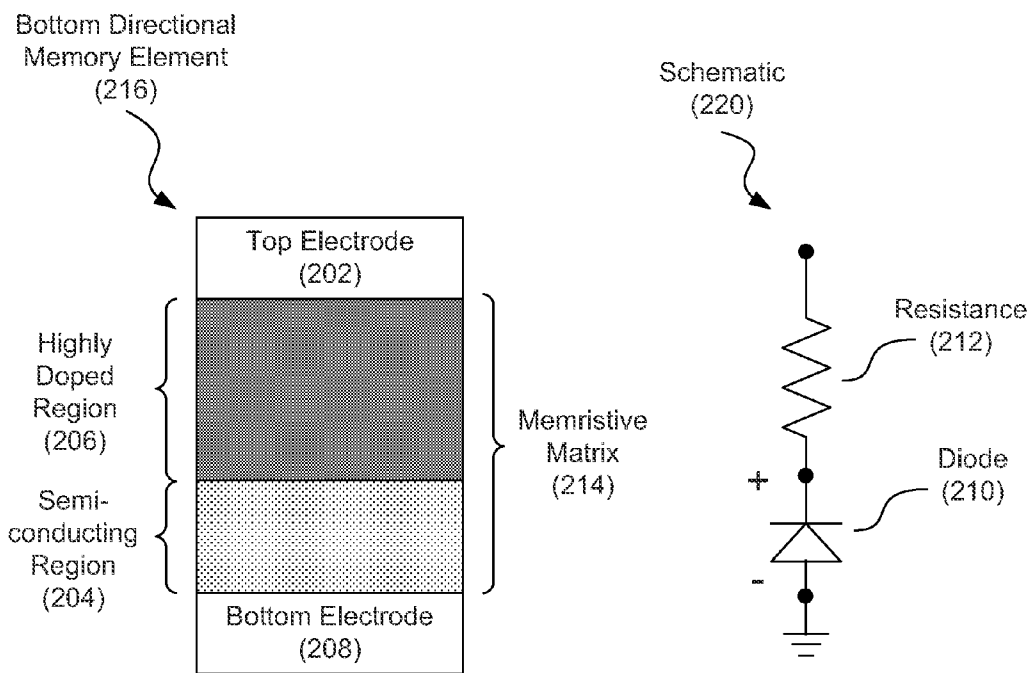 Bottom Directional
Memory Element
(216)
Schematic
(220)
Top Electrode
(202)
Highly
Doped
Region
(206)
Semi-
conducting
Region
(204)
Memristive
Matrix
(214)
Bottom Electrode
(208)
Resistance
(212)
+
Diode
(210)
-